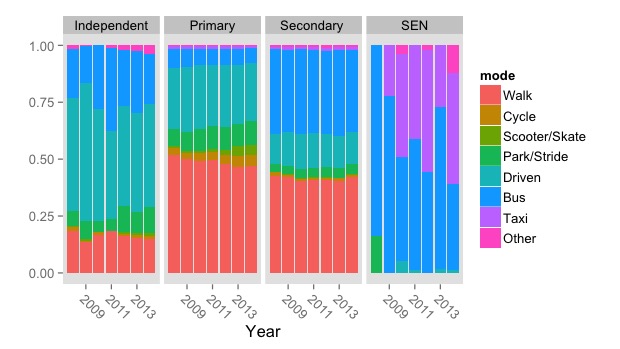 Independent Primary Secondary SEN
1.00
0.75
0.50
0.25
0.00
2009 2011 2013 2009 2011 2013 2009 2011 2013 2009 2011 2013
Year
mode
Walk
Cycle
Scooter/Skate
Park/Stride
Driven
Bus
Taxi
Other